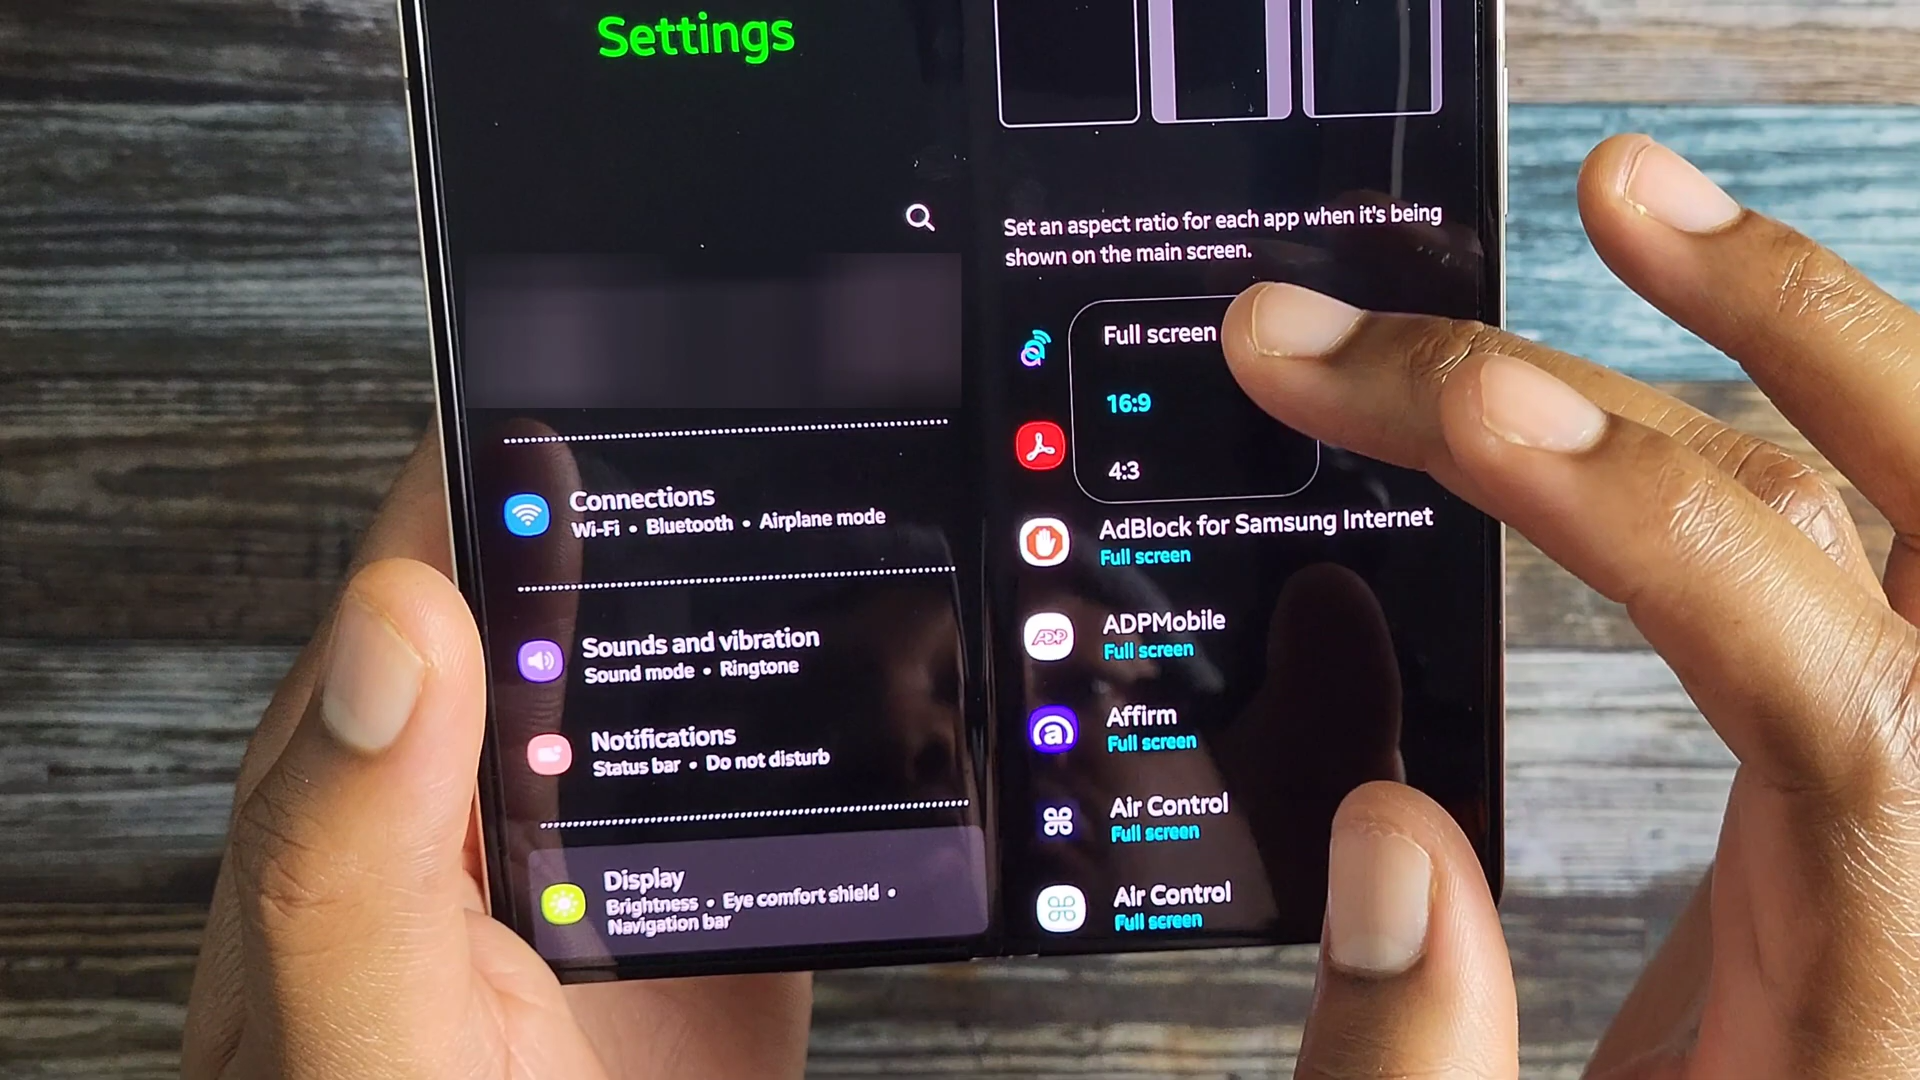 Settings
Connections
Wi-Fi • Bluetooth • Airplane mode
Sounds and vibration
Sound mode • Ringtone
Notifications
Status bar • Do not disturb
Display
Brightness • Eye comfort shield •
Navigation bar
Set an aspect ratio for each app when it's being
shown on the main screen.
Full screen
16:9
4:3
AdBlock for Samsung Internet
Full screen
ADP
ADPMobile
Full screen
a
Affirm
Full screen
Air Control
Full screen
Air Control
Full screen